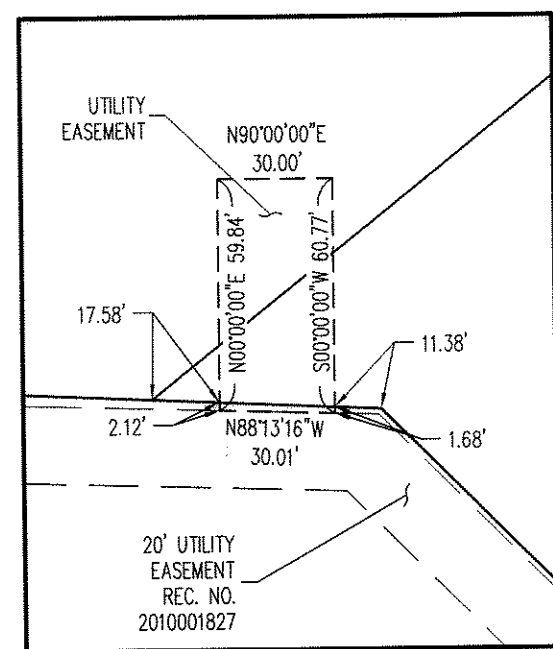 UTILITY
EASEMENT
N90°00'00"E
30.00'
N00°00'00"E 59.84'
S00°00'00"W 60.77'
17.58'
11.38'
2.12'
N88°13'16"W
30.01'
1.68'
20' UTILITY
EASEMENT
REC. NO.
2010001827